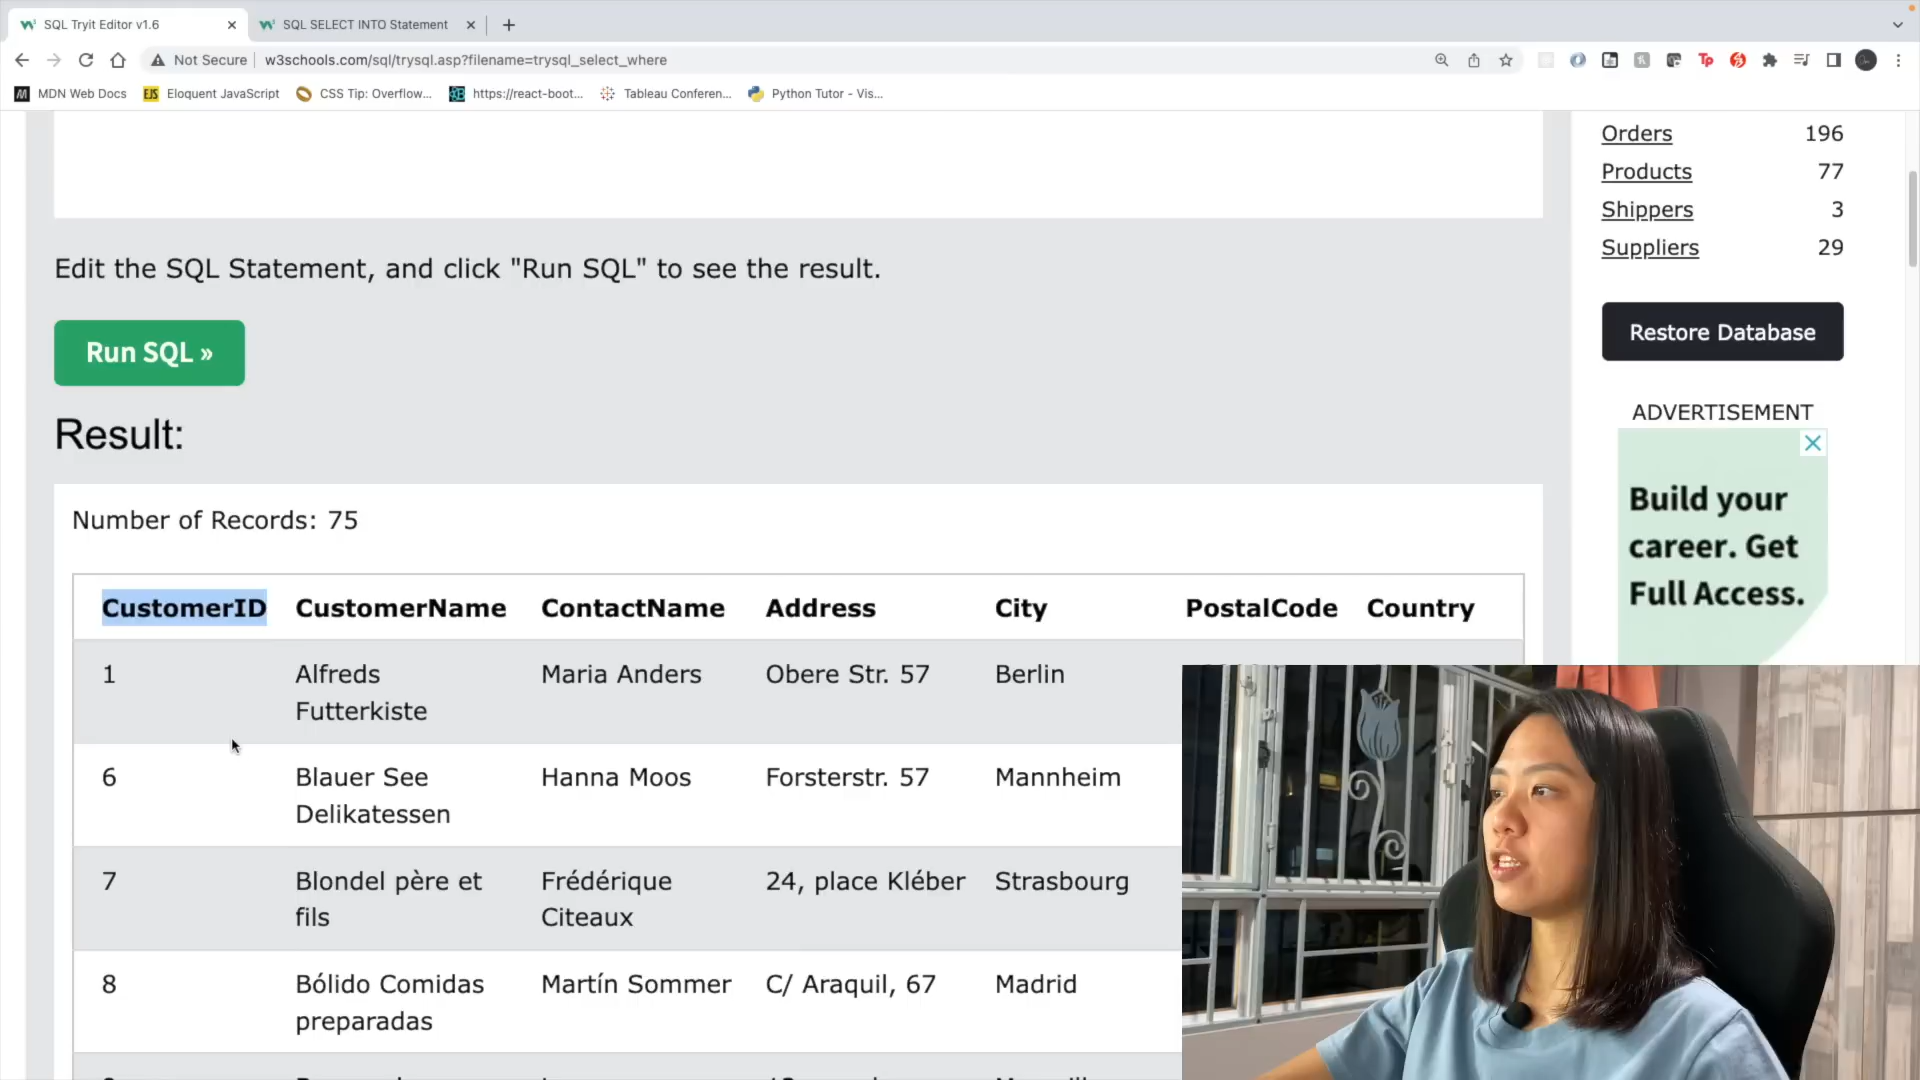 SQL Tryit Editor v1.6
SQL SELECT INTO Statement
Not Secure
w3schools.com/sql/trysql.asp?filename=trysql_select_where
MDN Web Docs
EJS
Eloquent JavaScript
CSS Tip: Overflow...
https://react-boot...
Tableau Conferen...
Python Tutor - Vis...
Tp
Orders 196
Products 77
Shippers 3
Suppliers 29
Edit the SQL Statement, and click "Run SQL" to see the result.
Run SQL »
Restore Database
Result:
ADVERTISEMENT
Build your
career. Get
Full Access.
Number of Records: 75
CustomerID CustomerName ContactName Address City PostalCode Country
1 Alfreds Maria Anders Obere Str. 57 Berlin
Futterkiste
6 Blauer See Hanna Moos Forsterstr. 57 Mannheim
Delikatessen
7 Blondel père et Frédérique 24, place Kléber Strasbourg
fils Citeaux
8 Bólido Comidas Martín Sommer C/ Araquil, 67 Madrid
preparadas